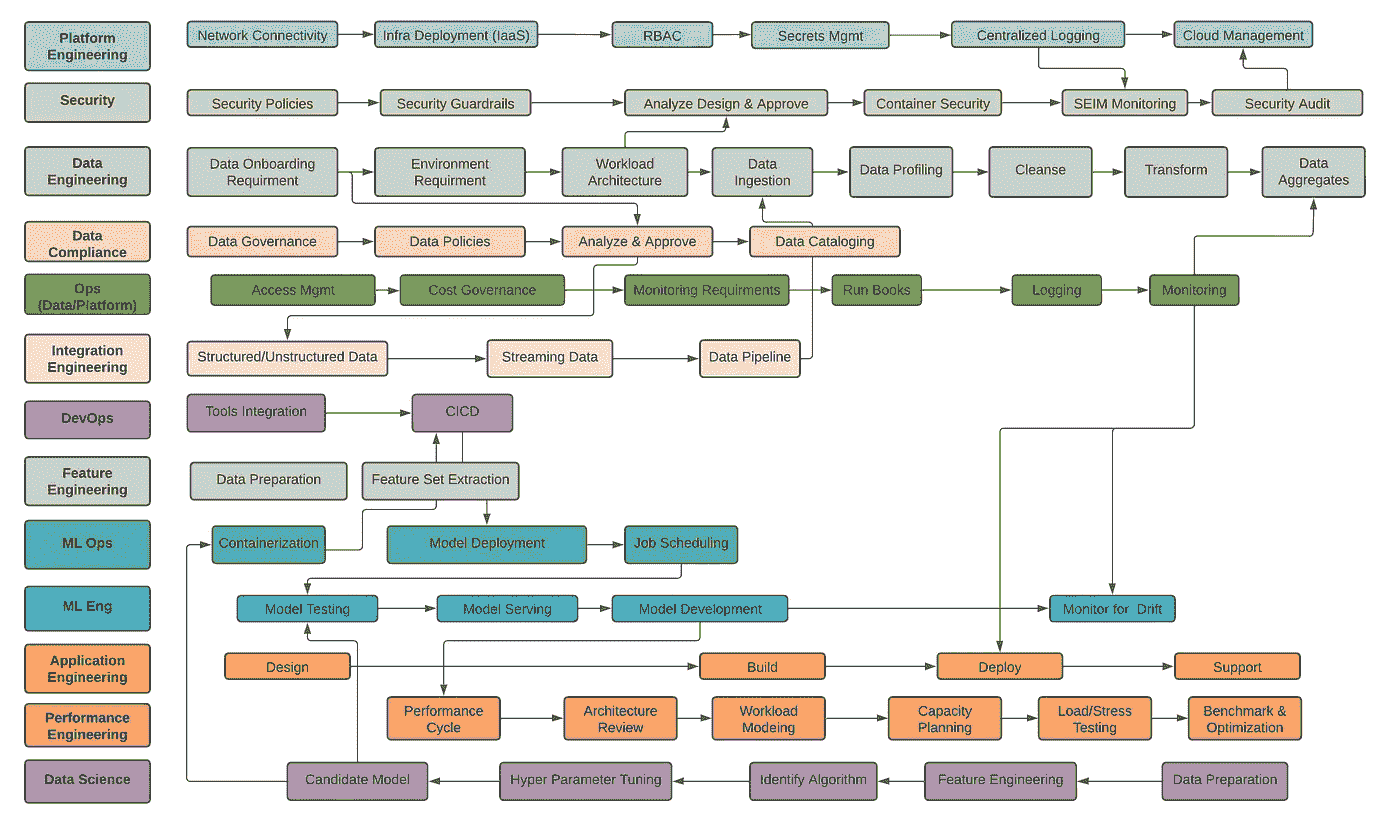 Platform
Engineering
Network Connectivity
Infra Deployment (IaaS)
RBAC
Secrets Mgmt
Centralized Logging
Cloud Management
Security
Security Policies
Security Guardrails
Analyze Design & Approve
Container Security
SEIM Monitoring
Security Audit
Data
Engineering
Data Onboarding
Requirment
Environment
Requirment
Workload
Architecture
Data
Ingestion
Data Profiling
Cleanse
Transform
Data
Aggregates
Data
Compliance
Data Governance
Data Policies
Analyze & Approve
Data Cataloging
Ops
(Data/Platform)
Access Mgmt
Cost Governance
Monitoring Requirments
Run Books
Logging
Monitoring
Integration
Engineering
Structured/Unstructured Data
Streaming Data
Data Pipeline
DevOps
Tools Integration
CICD
Feature
Engineering
Data Preparation
Feature Set Extraction
ML Ops
Containerization
Model Deployment
Job Scheduling
ML Eng
Model Testing
Model Serving
Model Development
Monitor for Drift
Application
Engineering
Design
Build
Deploy
Support
Performance
Engineering
Performance
Cycle
Architecture
Review
Workload
Modeing
Capacity
Planning
Load/Stress
Testing
Benchmark &
Optimization
Data Science
Candidate Model
Hyper Parameter Tuning
Identify Algorithm
Feature Engineering
Data Preparation